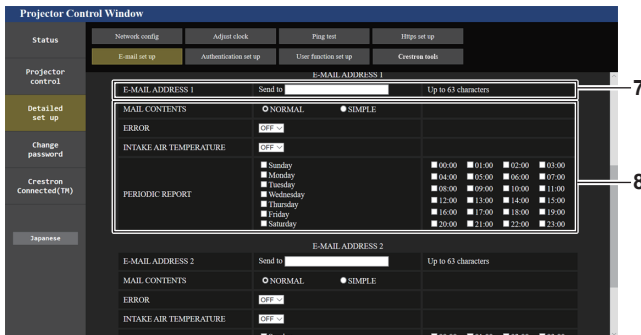 Projector Control Window
Status
Projector
control
Detailed
set up
Change
password
Crestron
Connected(TM)
Japanese
Network config Adjust clock Ping test Https set up
E-mail set up Authentication set up User function set up Crestron tools
E-MAIL ADDRESS 1
E-MAIL ADDRESS 1 Send to Up to 63 characters
7
MAIL CONTENTS NORMAL SIMPLE
ERROR OFF
INTAKE AIR TEMPERATURE OFF
PERIODIC REPORT
Sunday 00:00 01:00 02:00 03:00
Monday 04:00 05:00 06:00 07:00
Tuesday
Wednesday 08:00 09:00 10:00 11:00
Thursday 12:00 13:00 14:00 15:00
Friday 16:00 17:00 18:00 19:00
Saturday 20:00 21:00 22:00 23:00
8
E-MAIL ADDRESS 2
E-MAIL ADDRESS 2 Send to Up to 63 characters
MAIL CONTENTS NORMAL SIMPLE
ERROR OFF
INTAKE AIR TEMPERATURE OFF